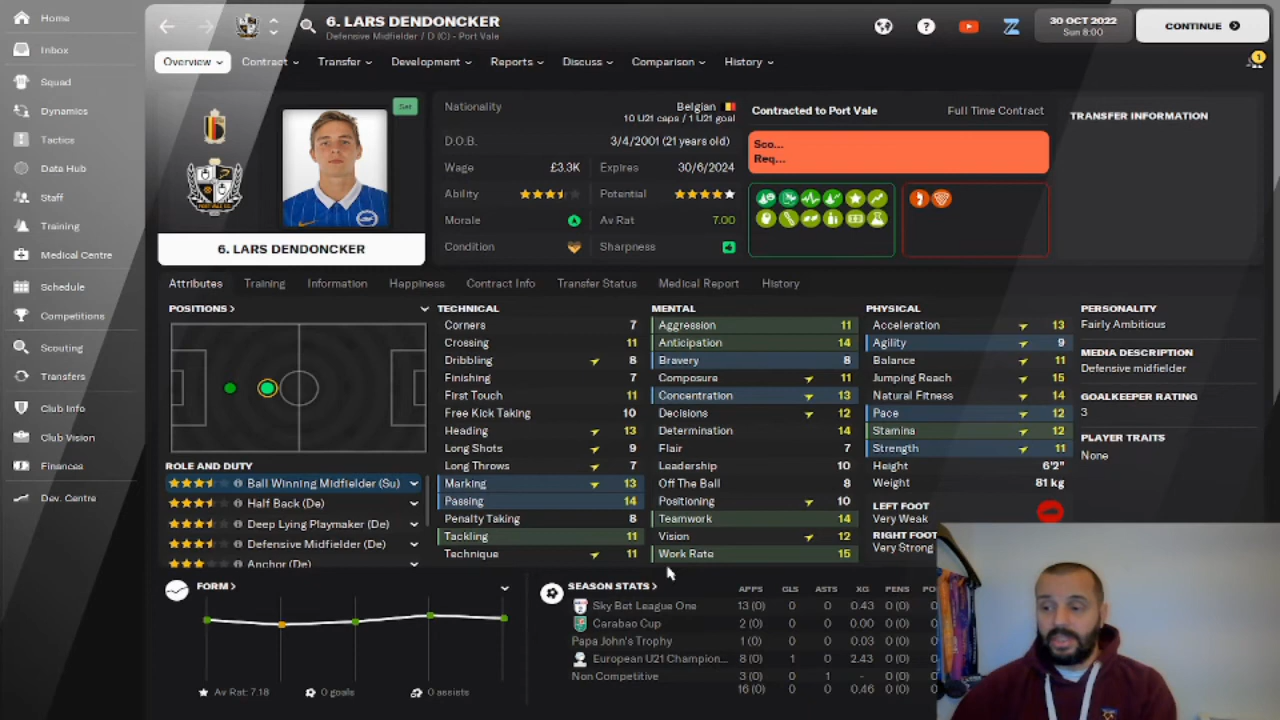 Home
Inbox
Squad
Dynamics
Tactics
Data Hub
Staff
Training
Medical Centre
Schedule
Competitions
Scouting
Transfers
Club Info
Club Vision
Finances
Dev. Centre
6. LARS DENDONCKER
Defensive Midfielder / D (C) - Port Vale
30 OCT 2022
Sun 8:00
CONTINUE
Overview Contract Transfer Development Reports Discuss Comparison History
1
Set
6. LARS DENDONCKER
Nationality Belgian
10 U21 caps / 1 U21 goal
D.O.B. 3/4/2001 (21 years old)
Wage £3.3K Expires 30/6/2024
Ability Potential
Morale Av Rat 7.00
Condition Sharpness
Contracted to Port Vale Full Time Contract
Sco...
Req...
TRANSFER INFORMATION
Attributes Training Information Happiness Contract Info Transfer Status Medical Report History
POSITIONS >
ROLE AND DUTY
Ball Winning Midfielder (Su)
Half Back (De)
Deep Lying Playmaker (De)
Defensive Midfielder (De)
Anchor (De)
TECHNICAL
Corners 7
Crossing 11
Dribbling 8
Finishing 7
First Touch 11
Free Kick Taking 10
Heading 13
Long Shots 9
Long Throws 7
Marking 13
Passing 14
Penalty Taking 8
Tackling 11
Technique 11
MENTAL
Aggression 11
Anticipation 14
Bravery 8
Composure 11
Concentration 13
Decisions 12
Determination 14
Flair 7
Leadership 10
Off The Ball 8
Positioning 10
Teamwork 14
Vision 12
Work Rate 15
PHYSICAL
Acceleration 13
Agility 9
Balance 11
Jumping Reach 15
Natural Fitness 14
Pace 12
Stamina 12
Strength 11
Height 6'2"
Weight 81 kg
LEFT FOOT
Very Weak
RIGHT FOOT
Very Strong
PERSONALITY
Fairly Ambitious
MEDIA DESCRIPTION
Defensive midfielder
GOALKEEPER RATING
3
PLAYER TRAITS
None
FORM >
Av Rat: 7.18 0 goals 0 assists
SEASON STATS > APPS GLS ASTS XG PENS
Sky Bet League One 13 (0) 0 0 0.43 0 (0)
Carabao Cup 2 (0) 0 0 0.00 0 (0)
Papa John's Trophy 1 (0) 0 0 0.03 0 (0)
European U21 Champion... 8 (0) 1 0 2.43 0 (0)
Non Competitive 3 (0) 0 1 - 0 (0)
16 (0) 0 0 0.46 0 (0)